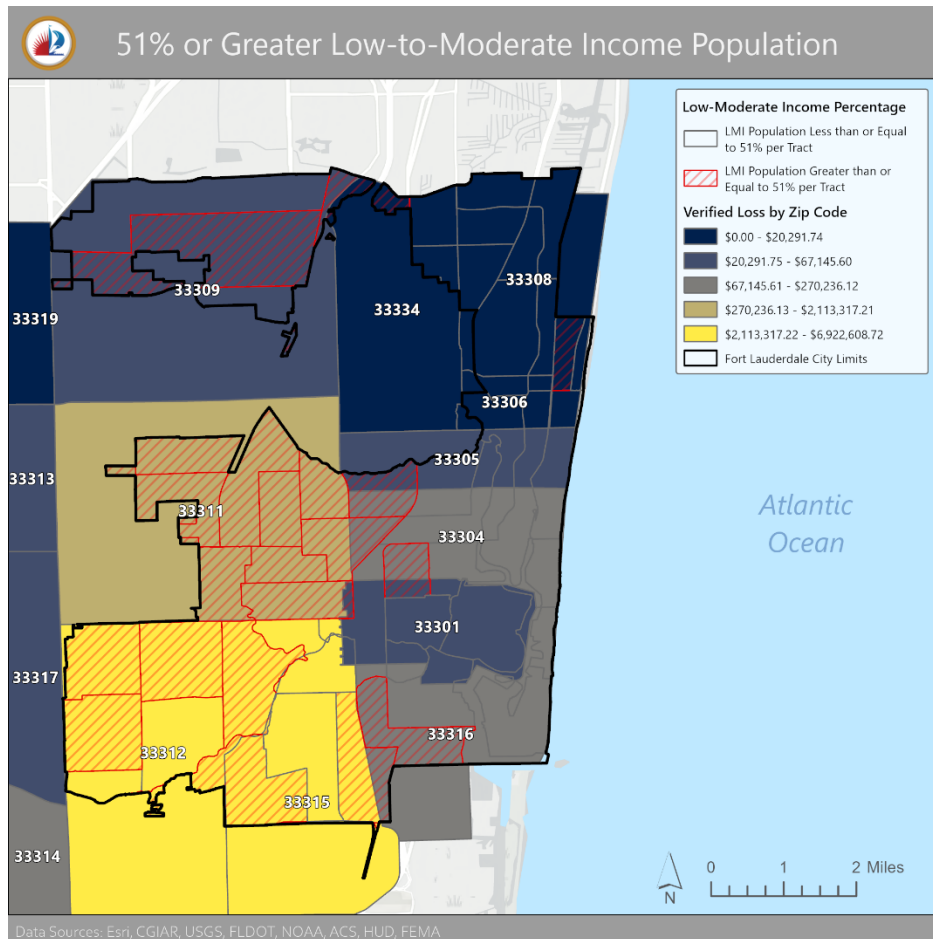 51% or Greater Low-to-Moderate Income Population
Low-Moderate Income Percentage
LMI Population Less than or Equal
to 51% per Tract
LMI Population Greater than or
Equal to 51% per Tract
Verified Loss by Zip Code
$0.00 - $20,291.74
$20,291.75 - $67,145.60
$67,145.61 - $270,236.12
$270,236.13 - $2,113,317.21
$2,113,317.22 - $6,922,608.72
Fort Lauderdale City Limits
33308
33309
33334
33319
33306
33305
33313
33311
33304
Atlantic
Ocean
33301
33317
33316
33312
33315
33314
0 1 2 Miles
N
Data Sources: Esri, CGIAR, USGS, FLDOT, NOAA, ACS, HUD, FEMA